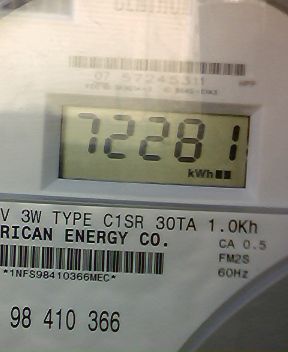 07 57245311
72281
kWh
V 3W TYPE C1SR 30TA 1.0Kh
RICAN ENERGY CO.
CA 0.5
FM2S
*1NFS98410366MEC*
60Hz
98 410 366